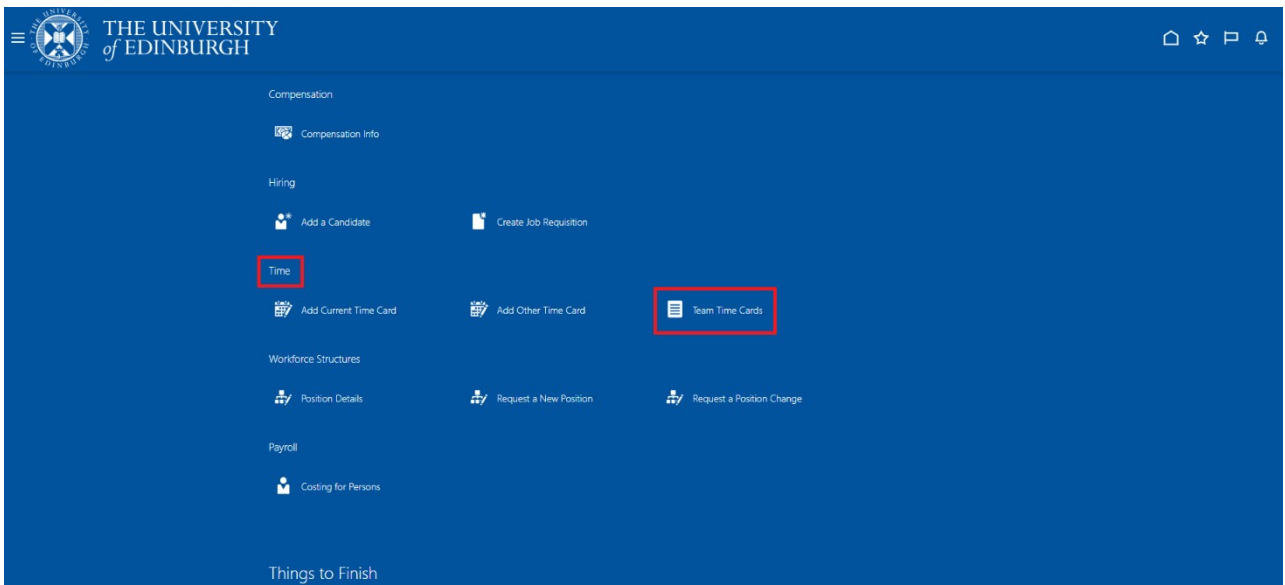 THE UNIVERSITY
of EDINBURGH
Compensation
Compensation Info
Hiring
Add a Candidate
Create Job Requisition
Time
Add Current Time Card
Add Other Time Card
Team Time Cards
Workforce Structures
Position Details
Request a New Position
Request a Position Change
Payroll
Costing for Persons
Things to Finish